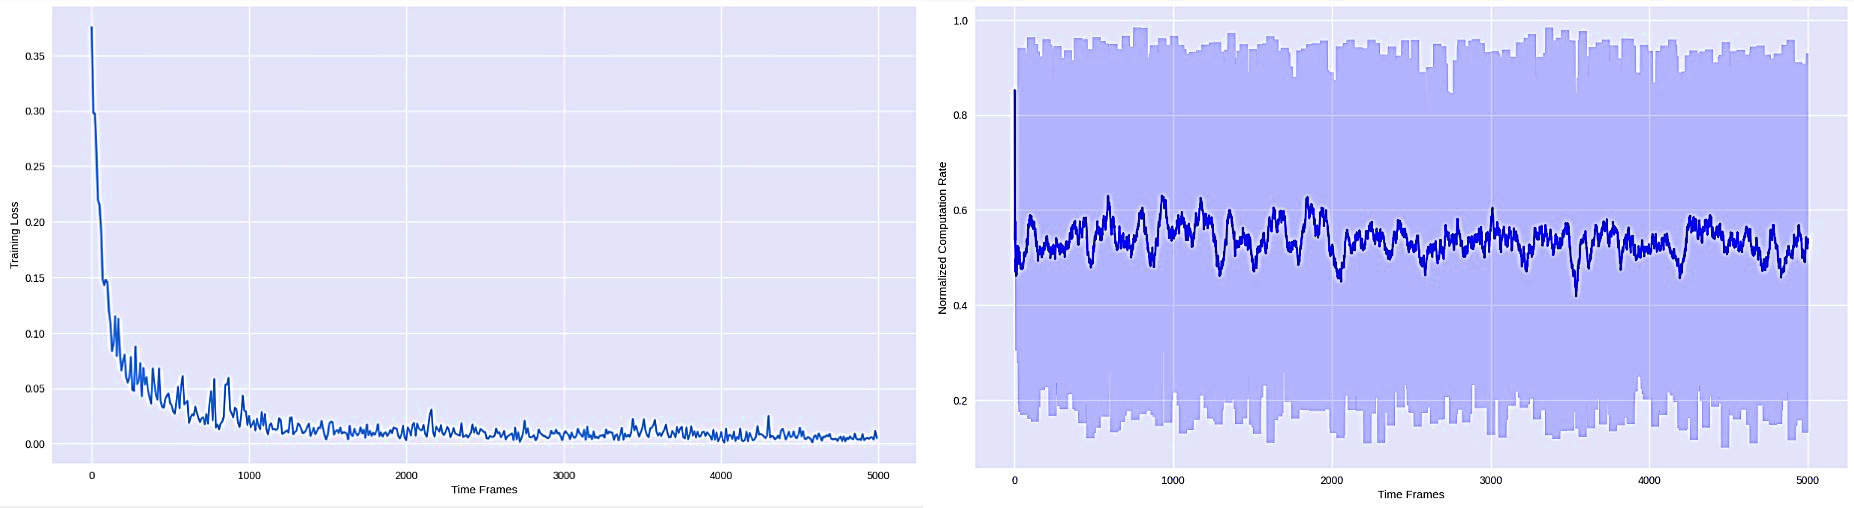 0.35
0.30
0.25
0.20
0.15
0.10
0.05
0.00
Training Loss
0 1000 2000 3000 4000 5000
Time Frames
1.0
0.8
0.6
0.4
0.2
Normalized Computation Rate
0 1000 2000 3000 4000 5000
Time Frames